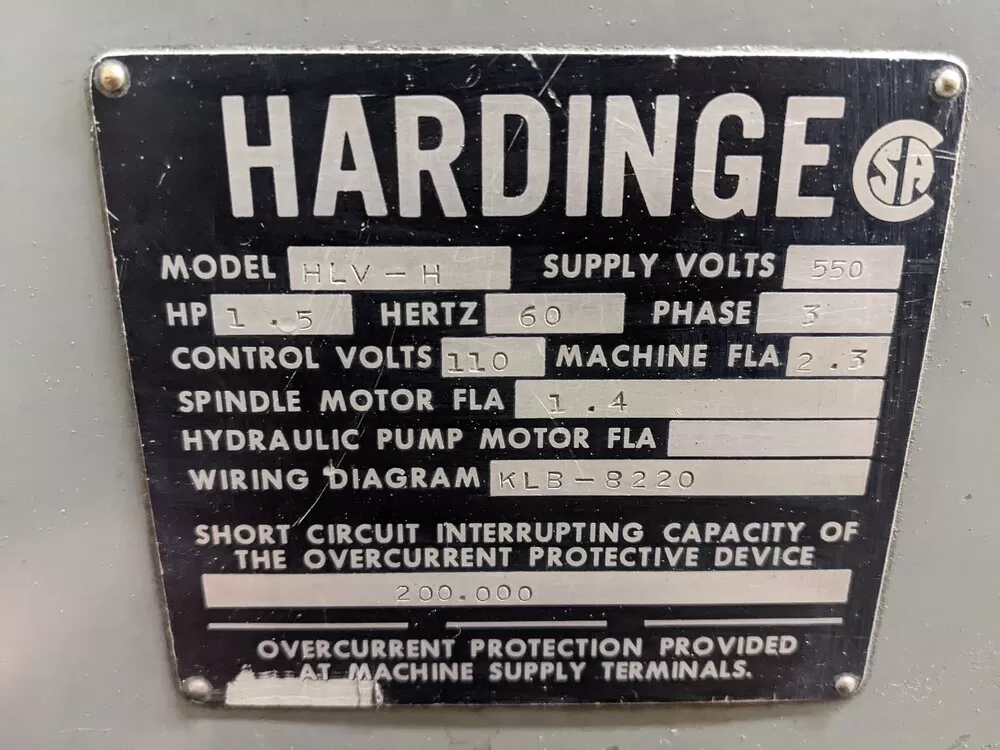 HARDINGE CSA
MODEL HLV-H SUPPLY VOLTS 550
HP 1.5 HERTZ 60 PHASE 3
CONTROL VOLTS 110 MACHINE FLA 2.3
SPINDLE MOTOR FLA 1.4
HYDRAULIC PUMP MOTOR FLA
WIRING DIAGRAM KLB-8220
SHORT CIRCUIT INTERRUPTING CAPACITY OF
THE OVERCURRENT PROTECTIVE DEVICE
200.000
OVERCURRENT PROTECTION PROVIDED
AT MACHINE SUPPLY TERMINALS.